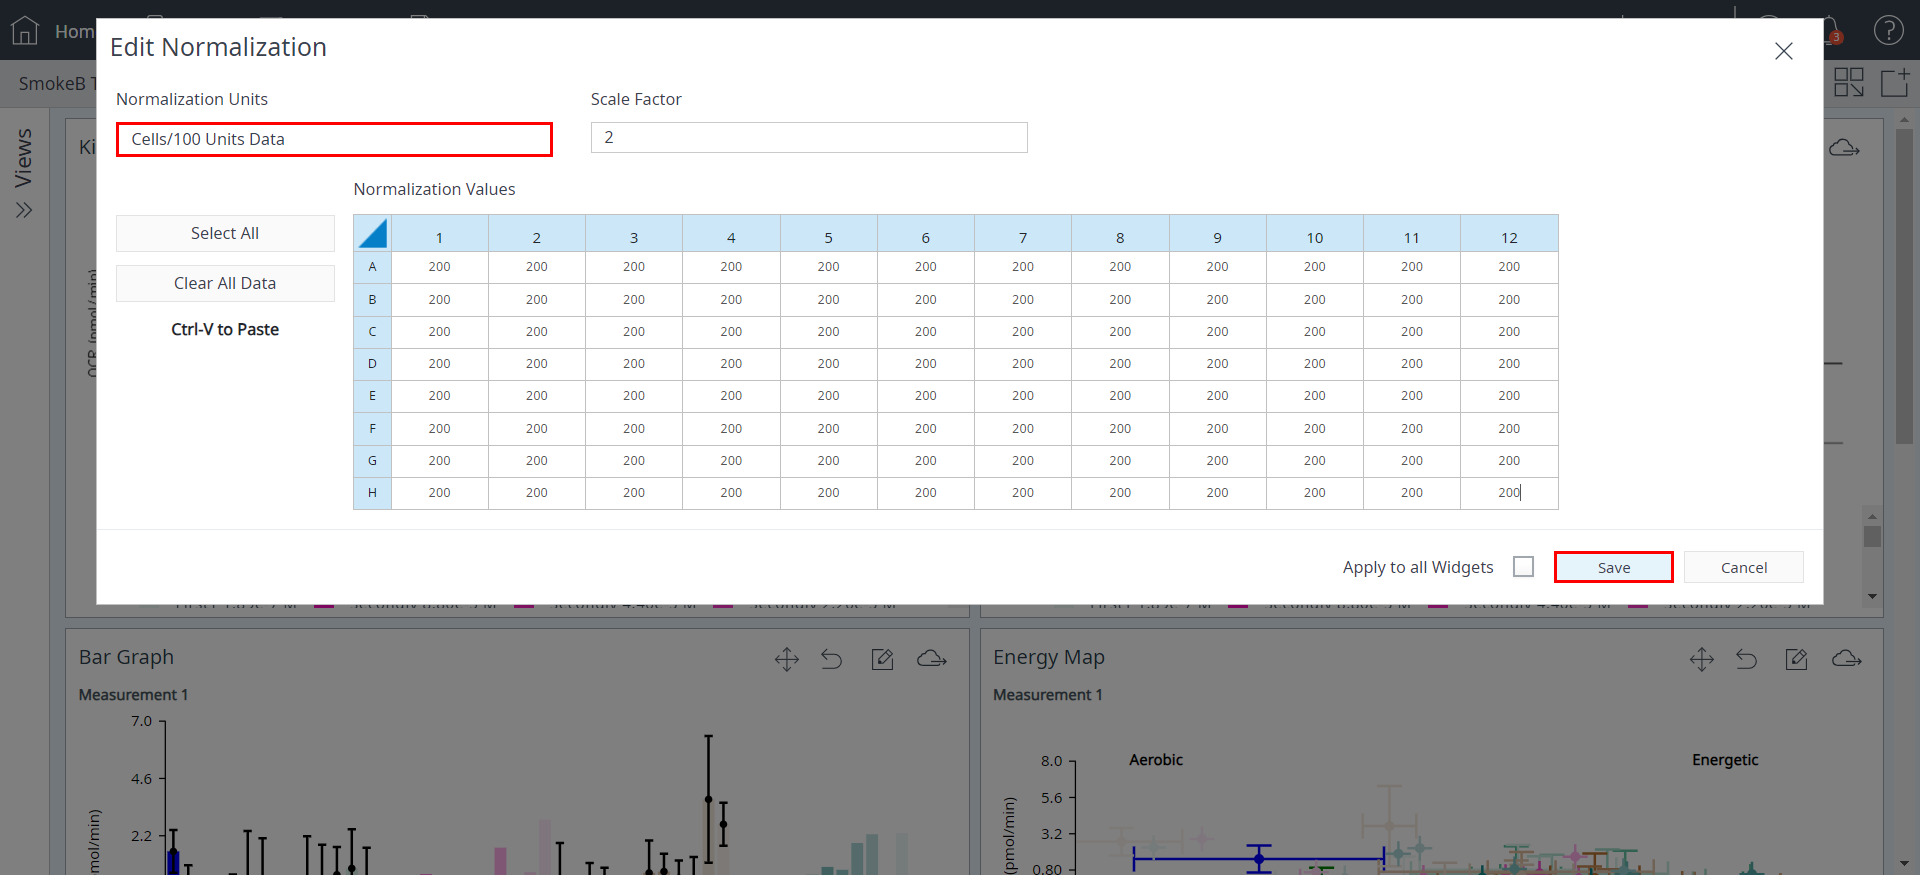 Hom
3
Edit Normalization
SmokeB T
Normalization Units
Scale Factor
Cells/100 Units Data
2
Views
Ki
Normalization Values
Select All
Clear All Data
Ctrl-V to Paste
1 2 3 4 5 6 7 8 9 10 11 12
A 200 200 200 200 200 200 200 200 200 200 200 200
B 200 200 200 200 200 200 200 200 200 200 200 200
C 200 200 200 200 200 200 200 200 200 200 200 200
D 200 200 200 200 200 200 200 200 200 200 200 200
E 200 200 200 200 200 200 200 200 200 200 200 200
F 200 200 200 200 200 200 200 200 200 200 200 200
G 200 200 200 200 200 200 200 200 200 200 200 200
H 200 200 200 200 200 200 200 200 200 200 200 200
Apply to all Widgets
Save
Cancel
Bar Graph
Measurement 1
7.0
4.6
2.2
mol/min)
Energy Map
Measurement 1
Aerobic
Energetic
8.0
5.6
3.2
0.80
(pmol/min)